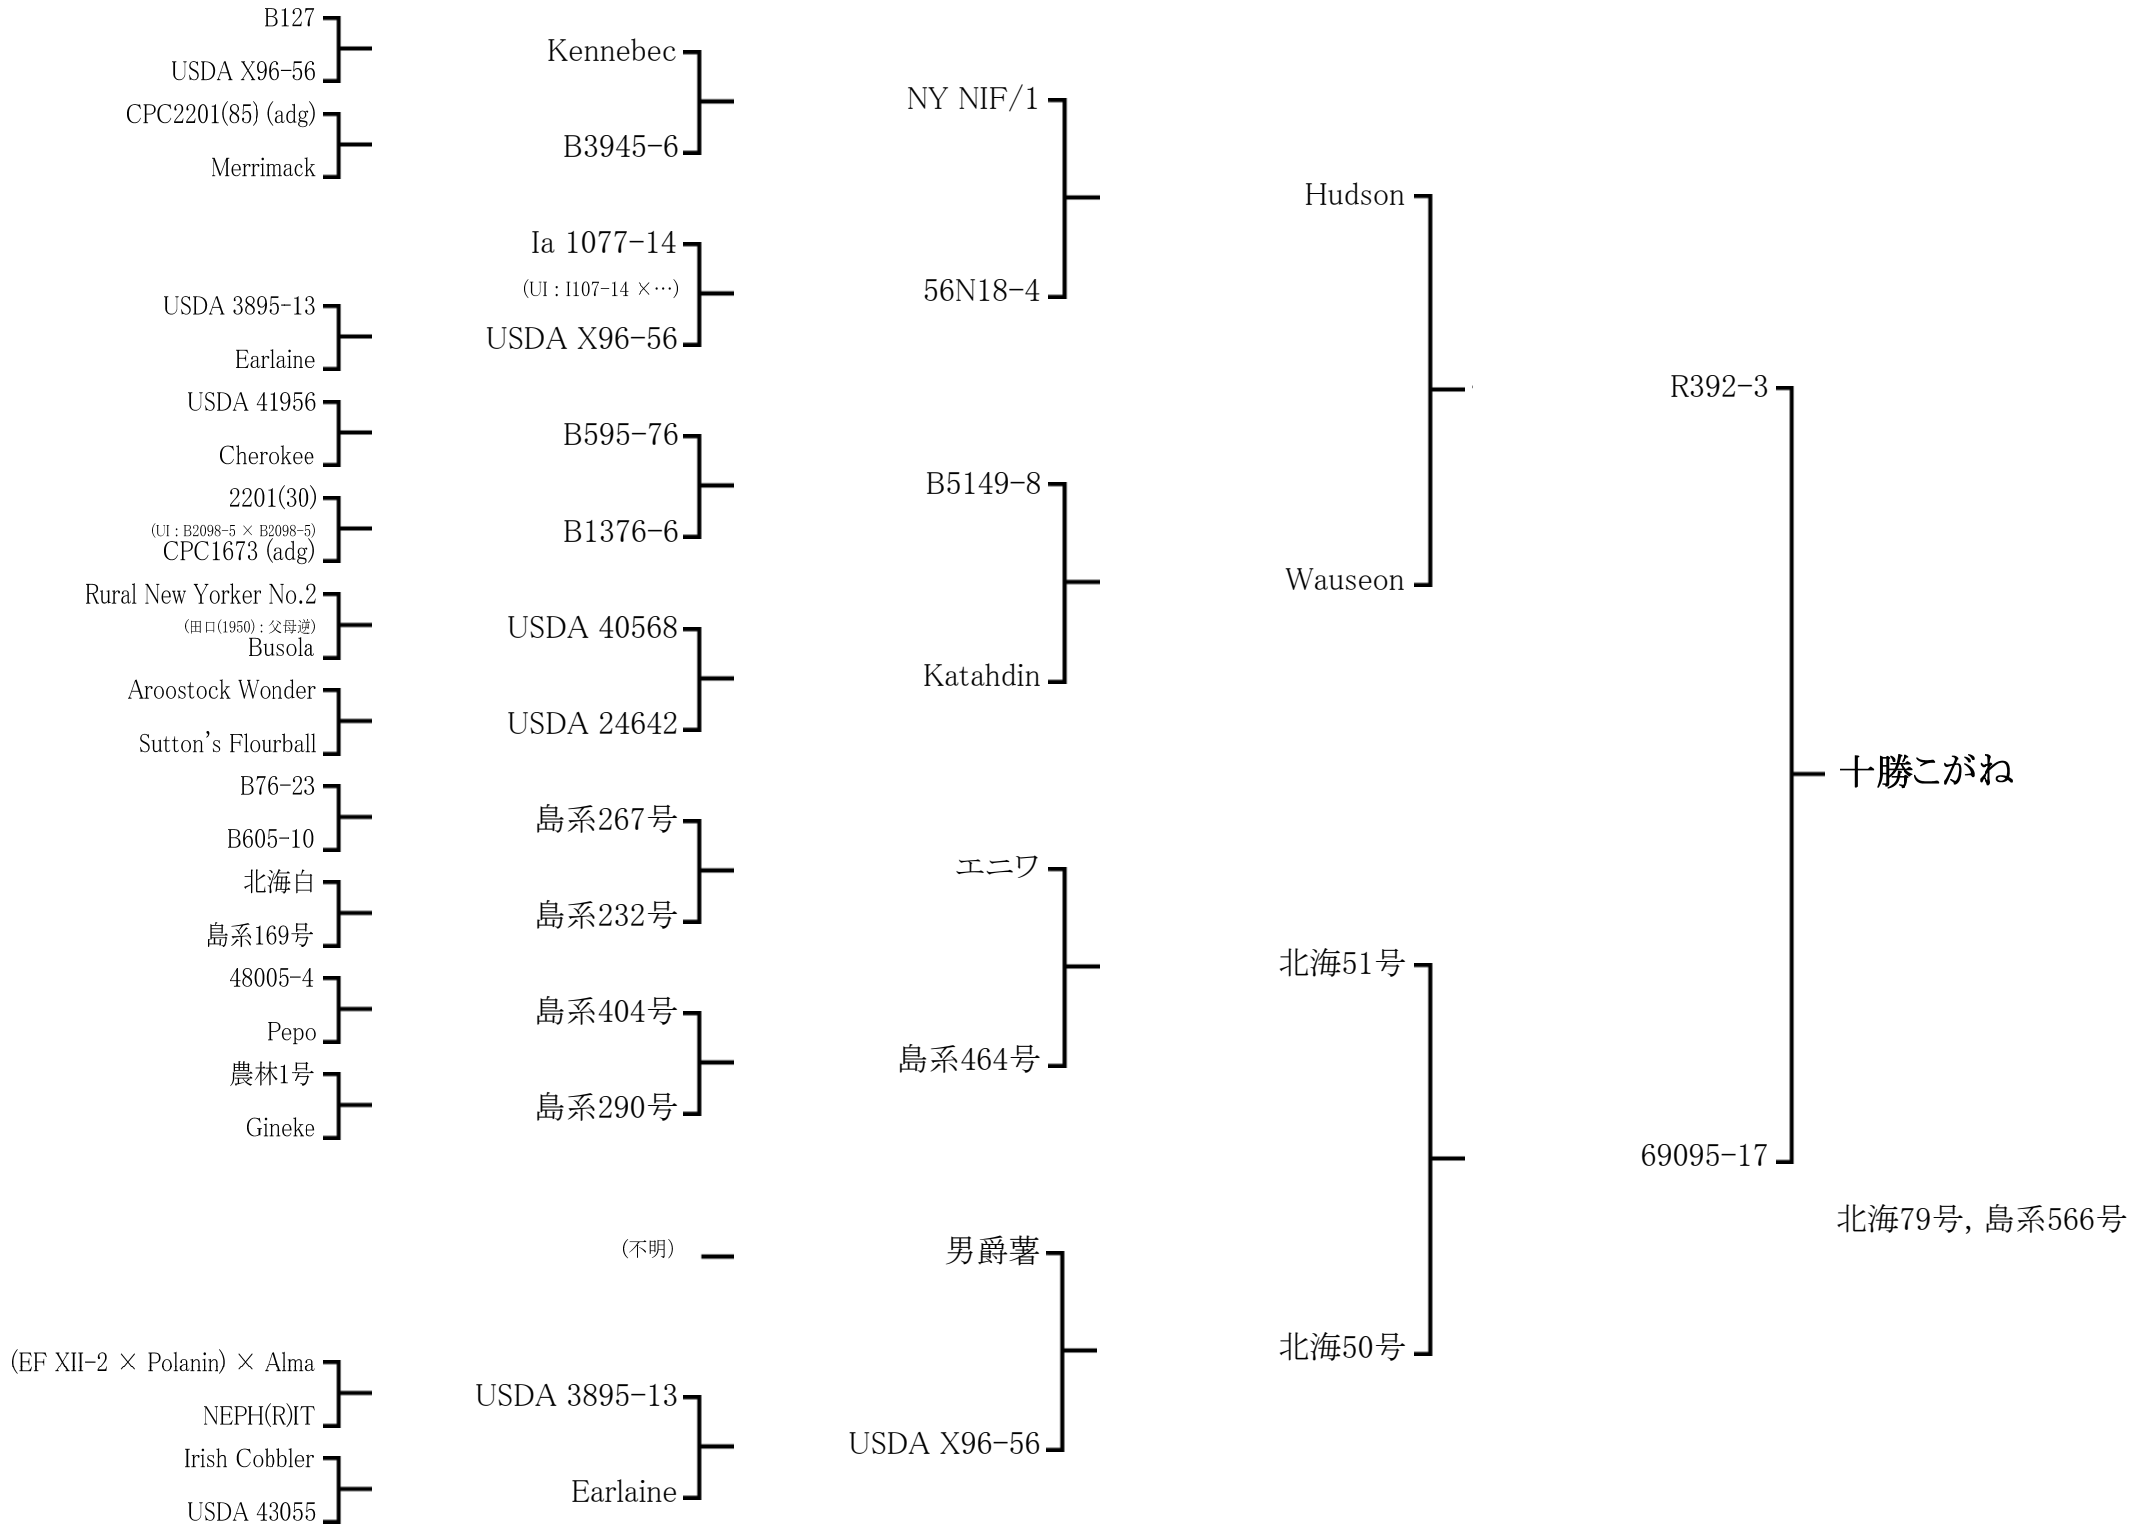 B127
USDA X96-56
CPC2201(85) (adg)
Merrimack
USDA 3895-13
Earlaine
USDA 41956
Cherokee
2201(30)
(UI : B2098-5 × B2098-5)
CPC1673 (adg)
Rural New Yorker No.2
(田口(1950) : 父母逆)
Busola
Aroostock Wonder
Sutton's Flourball
B76-23
B605-10
北海白
島系169号
48005-4
Pepo
農林1号
Gineke
(EF XII-2 × Polanin) × Alma
NEPH(R)IT
Irish Cobbler
USDA 43055
Kennebec
B3945-6
Ia 1077-14
(UI : I107-14 ×…)
USDA X96-56
B595-76
B1376-6
USDA 40568
USDA 24642
島系267号
島系232号
島系404号
島系290号
(不明)
USDA 3895-13
Earlaine
NY NIF/1
56N18-4
B5149-8
Katahdin
エニワ
島系464号
男爵薯
USDA X96-56
Hudson
Wauseon
北海51号
北海50号
R392-3
69095-17
十勝こがね
北海79号, 島系566号